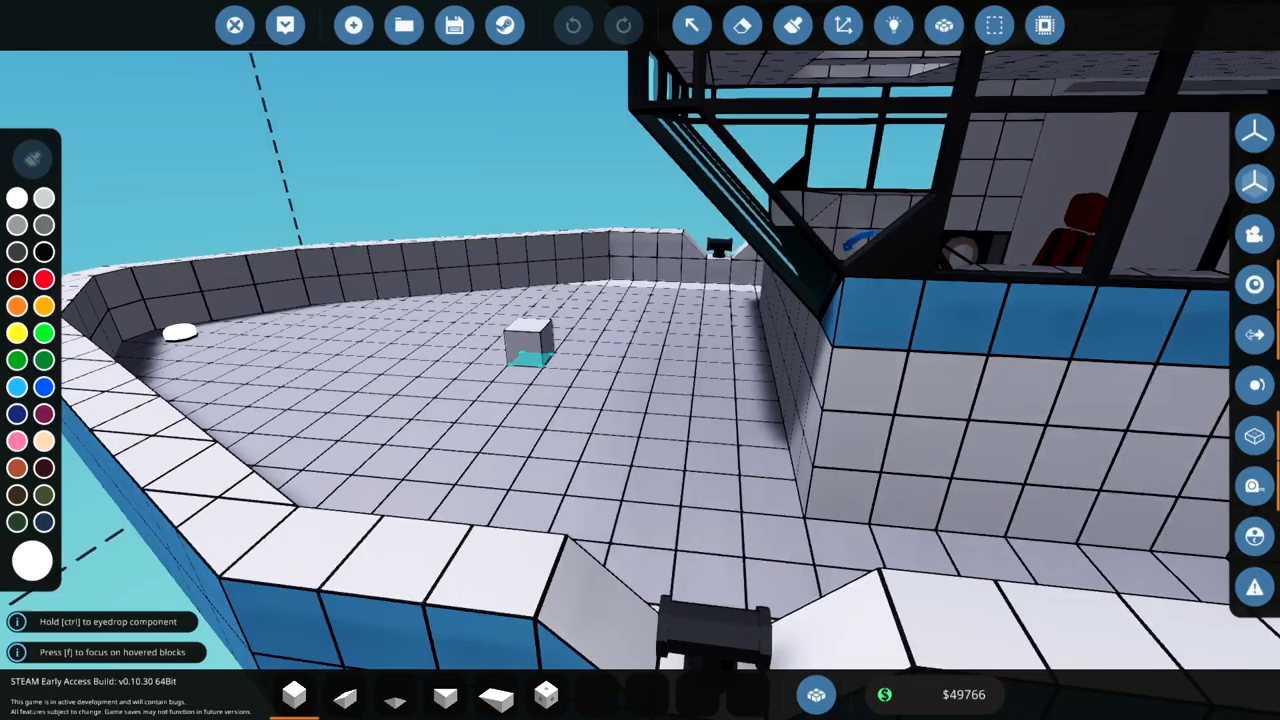 Hold [ctrl] to eyedrop component
Press [f] to focus on hovered blocks
STEAM Early Access Build: v0.10.30 64Bit
This game is in active development and will contain bugs.
All features subject to change. Game saves may not function in future versions.
$49766